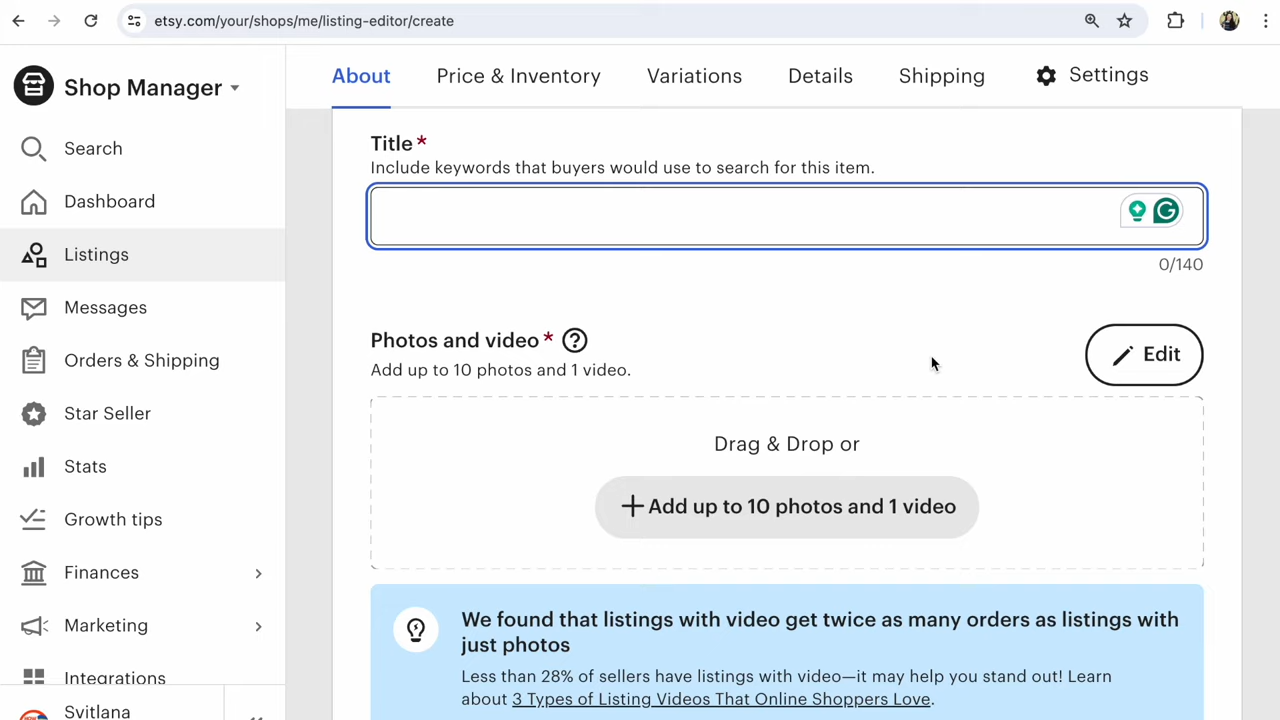 etsy.com/your/shops/me/listing-editor/create
Shop Manager
Search
Dashboard
Listings
Messages
Orders & Shipping
Star Seller
Stats
Growth tips
Finances
Marketing
Integrations
Svitlana
About
Price & Inventory
Variations
Details
Shipping
Settings
Title*
Include keywords that buyers would use to search for this item.
0/140
Photos and video * ?
Add up to 10 photos and 1 video.
Edit
Drag & Drop or
+ Add up to 10 photos and 1 video
We found that listings with video get twice as many orders as listings with
just photos
Less than 28% of sellers have listings with video—it may help you stand out! Learn
about 3 Types of Listing Videos That Online Shoppers Love.